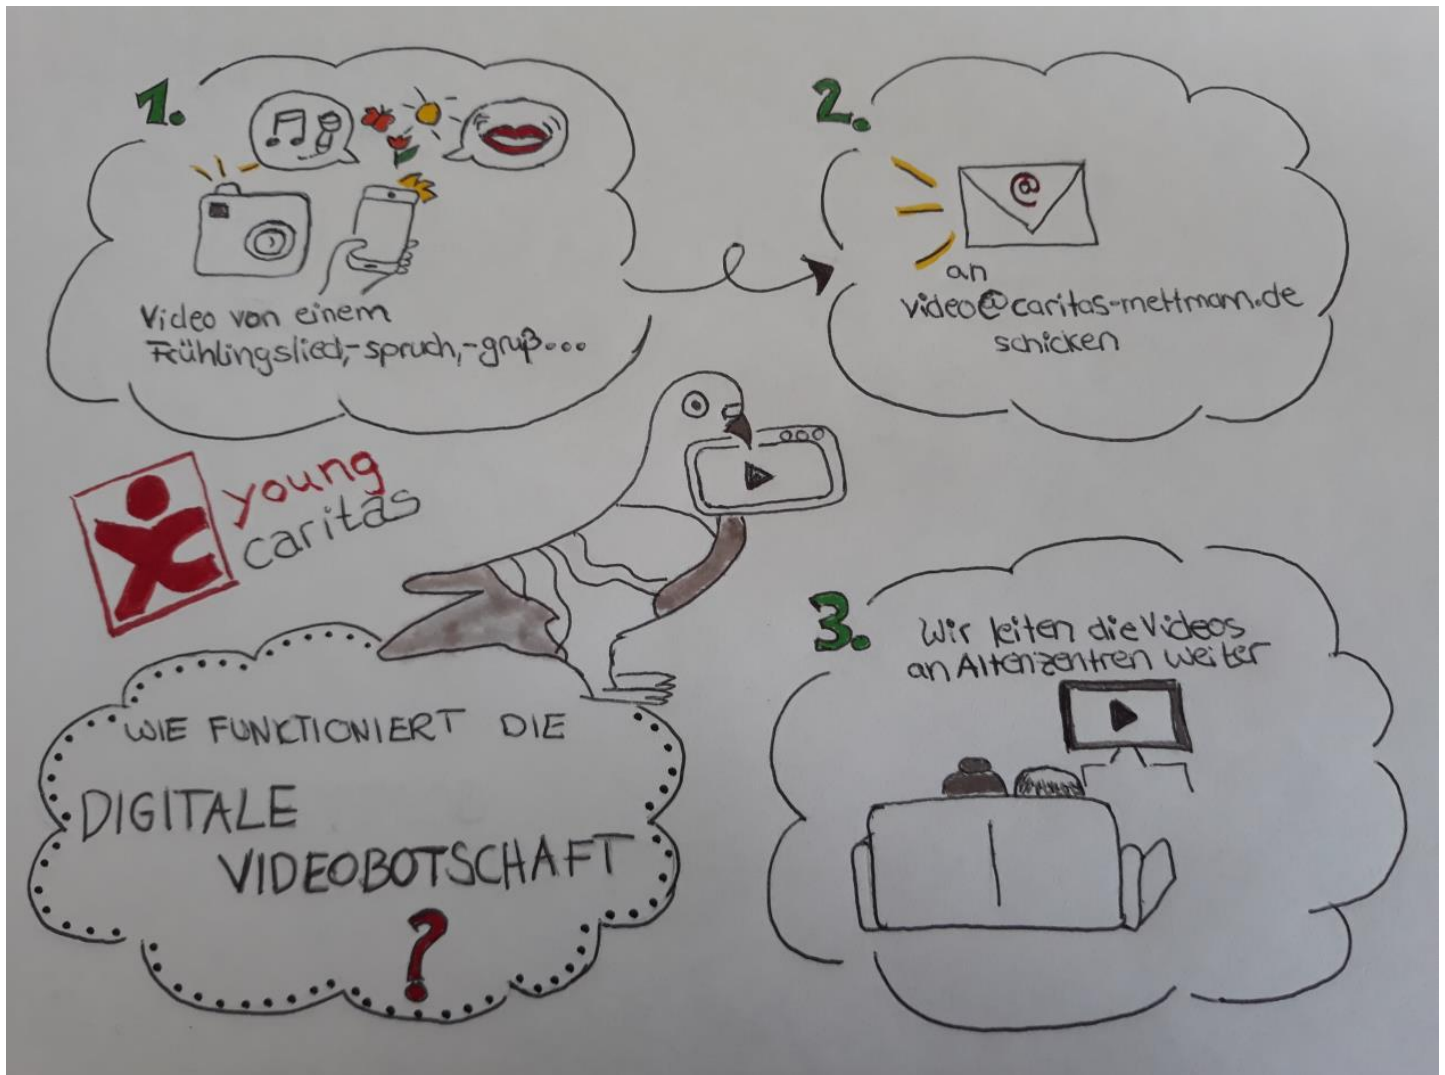 1.
Video von einem
Frühlingslied,-spruch,-gruß...
2.
@
an
video@caritas-mettmann.de
schicken
young
caritas
WIE FUNKTIONIERT DIE
DIGITALE
VIDEOBOTSCHAFT
?
3.
Wir leiten die Videos
an Altenzentren weiter